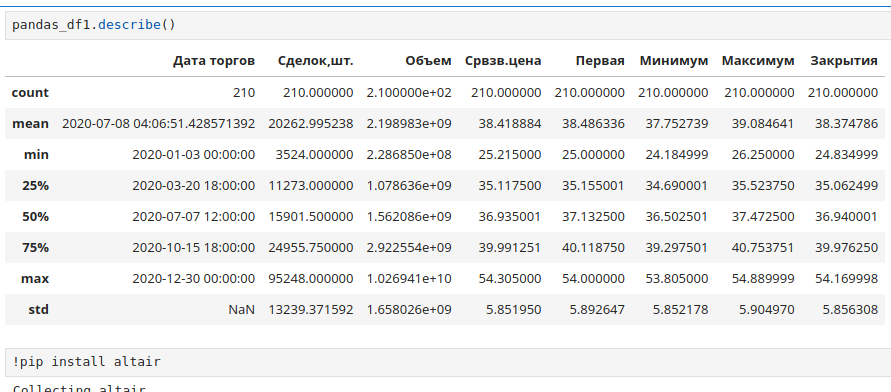 pandas_df1.describe()
Дата торгов Сделок,шт. Объем Срвзв.цена Первая Минимум Максимум Закрытия
count 210 210.000000 2.100000e+02 210.000000 210.000000 210.000000 210.000000 210.000000
mean 2020-07-08 04:06:51.428571392 20262.995238 2.198983e+09 38.418884 38.486336 37.752739 39.084641 38.374786
min 2020-01-03 00:00:00 3524.000000 2.286850e+08 25.215000 25.000000 24.184999 26.250000 24.834999
25% 2020-03-20 18:00:00 11273.000000 1.078636e+09 35.117500 35.155001 34.690001 35.523750 35.062499
50% 2020-07-07 12:00:00 15901.500000 1.562086e+09 36.935001 37.132500 36.502501 37.472500 36.940001
75% 2020-10-15 18:00:00 24955.750000 2.922554e+09 39.991251 40.118750 39.297501 40.753751 39.976250
max 2020-12-30 00:00:00 95248.000000 1.026941e+10 54.305000 54.000000 53.805000 54.889999 54.169998
std NaN 13239.371592 1.658026e+09 5.851950 5.892647 5.852178 5.904970 5.856308
!pip install altair
Collecting altair